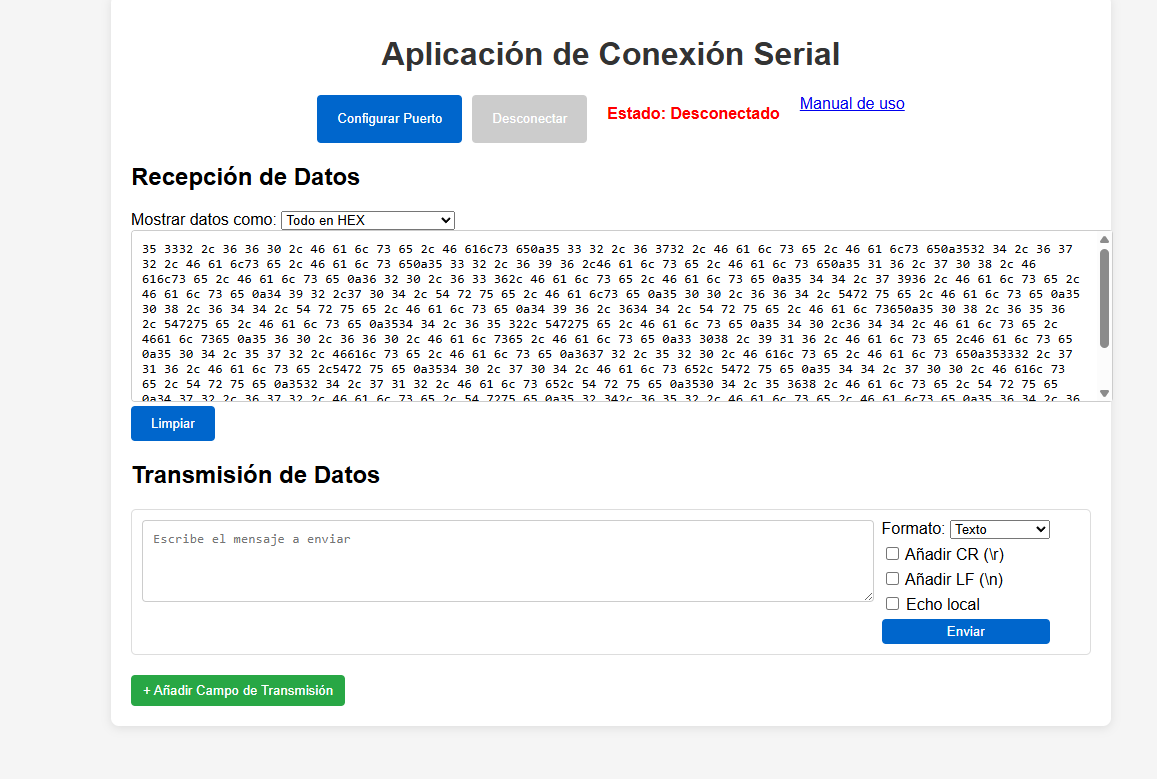 Aplicación de Conexión Serial
Configurar Puerto
Desconectar
Estado: Desconectado
Manual de uso
Recepción de Datos
Mostrar datos como: Todo en HEX
35 3332 2c 36 36 30 2c 46 61 6c 73 65 2c 46 616c73 650a35 33 32 2c 36 3732 2c 46 61 6c 73 65 2c 46 61 6c73 650a3532 34 2c 36 37
32 2c 46 61 6c73 65 2c 46 61 6c 73 650a35 33 32 2c 36 39 36 2c46 61 6c 73 65 2c 46 61 6c 73 650a35 31 36 2c 37 30 38 2c 46
616c73 65 2c 46 61 6c 73 65 0a36 32 30 2c 36 33 362c 46 61 6c 73 65 2c 46 61 6c 73 65 0a35 34 34 2c 37 3936 2c 46 61 6c 73 65 2c
46 61 6c 73 65 0a34 39 32 2c37 30 34 2c 54 72 75 65 2c 46 61 6c73 65 0a35 30 30 2c 36 36 34 2c 5472 75 65 2c 46 61 6c 73 65 0a35
30 38 2c 36 34 34 2c 54 72 75 65 2c 46 61 6c 73 65 0a34 39 36 2c 3634 34 2c 54 72 75 65 2c 46 61 6c 73650a35 30 38 2c 36 35 36
2c 547275 65 2c 46 61 6c 73 65 0a3534 34 2c 36 35 322c 547275 65 2c 46 61 6c 73 65 0a35 34 30 2c36 34 34 2c 46 61 6c 73 65 2c
4661 6c 7365 0a35 36 30 2c 36 36 30 2c 46 61 6c 7365 2c 46 61 6c 73 65 0a33 3038 2c 39 31 36 2c 46 61 6c 73 65 2c46 61 6c 73 65
0a35 30 34 2c 35 37 32 2c 46616c 73 65 2c 46 61 6c 73 65 0a3637 32 2c 35 32 30 2c 46 616c 73 65 2c 46 61 6c 73 650a353332 2c 37
31 36 2c 46 61 6c 73 65 2c5472 75 65 0a3534 30 2c 37 30 34 2c 46 61 6c 73 652c 5472 75 65 0a35 34 34 2c 37 30 30 2c 46 616c 73
65 2c 54 72 75 65 0a3532 34 2c 37 31 32 2c 46 61 6c 73 652c 54 72 75 65 0a3530 34 2c 35 3638 2c 46 61 6c 73 65 2c 54 72 75 65
0a34 37 32 2c 36 37 32 2c 46 61 6c 73 65 2c 54 7275 65 0a35 32 342c 36 35 32 2c 46 61 6c 73 65 2c 46 61 6c73 65 0a35 36 34 2c 36
Limpiar
Transmisión de Datos
Escribe el mensaje a enviar
Formato: Texto
Añadir CR (\r)
Añadir LF (\n)
Echo local
Enviar
+ Añadir Campo de Transmisión